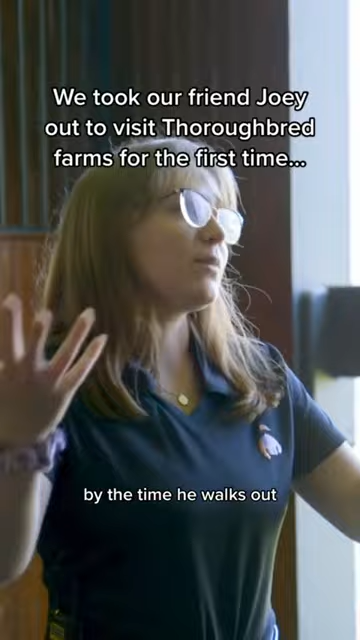 We took our friend Joey
out to visit Thoroughbred
farms for the first time...
by the time he walks out